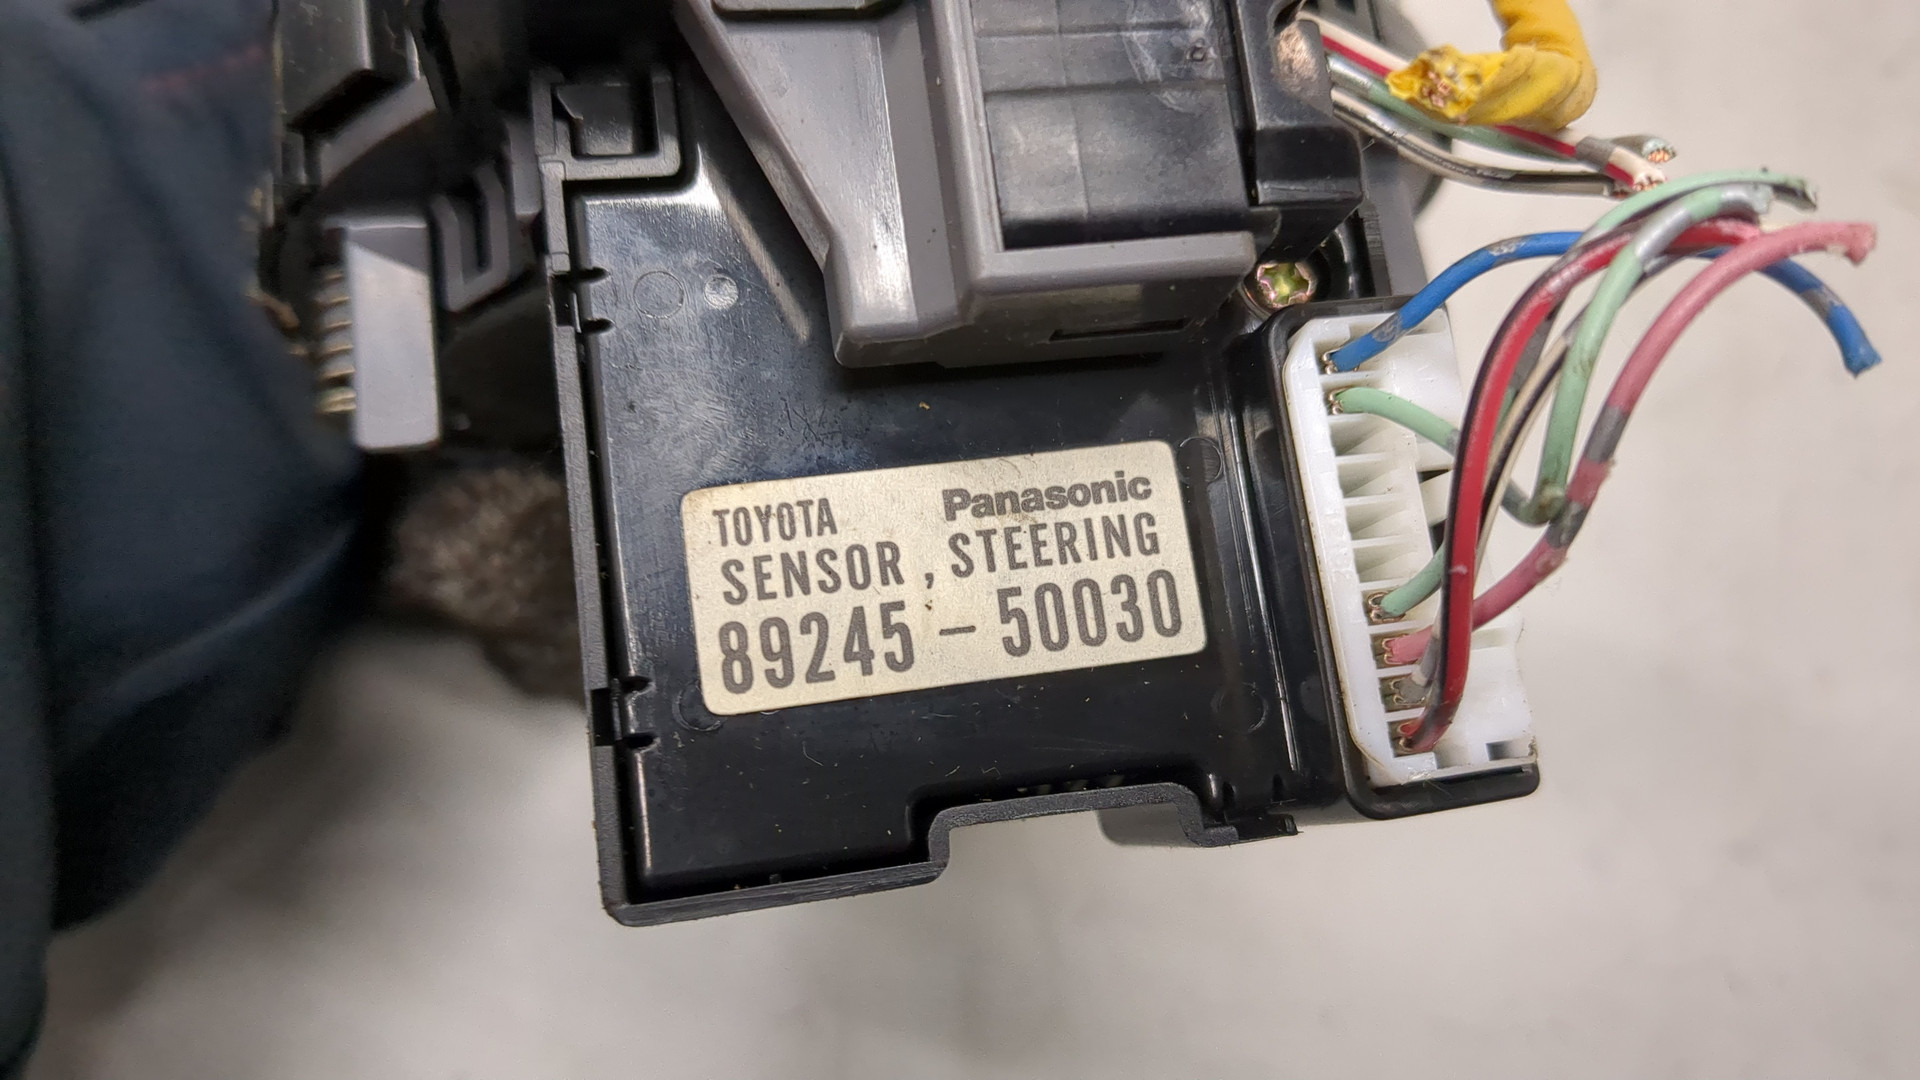 TOYOTA Panasonic
SENSOR , STEERING
89245 - 50030